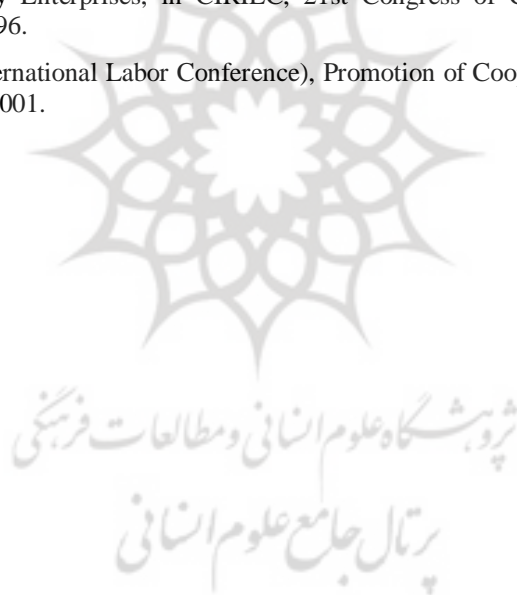 y Enterprises, in CIRIEC, 21st Congress of C
96.
ernational Labor Conference), Promotion of Coo
001.
پژوهشگاه علوم انسانی و مطالعات فرهنگی
پرتال جامع علوم انسانی